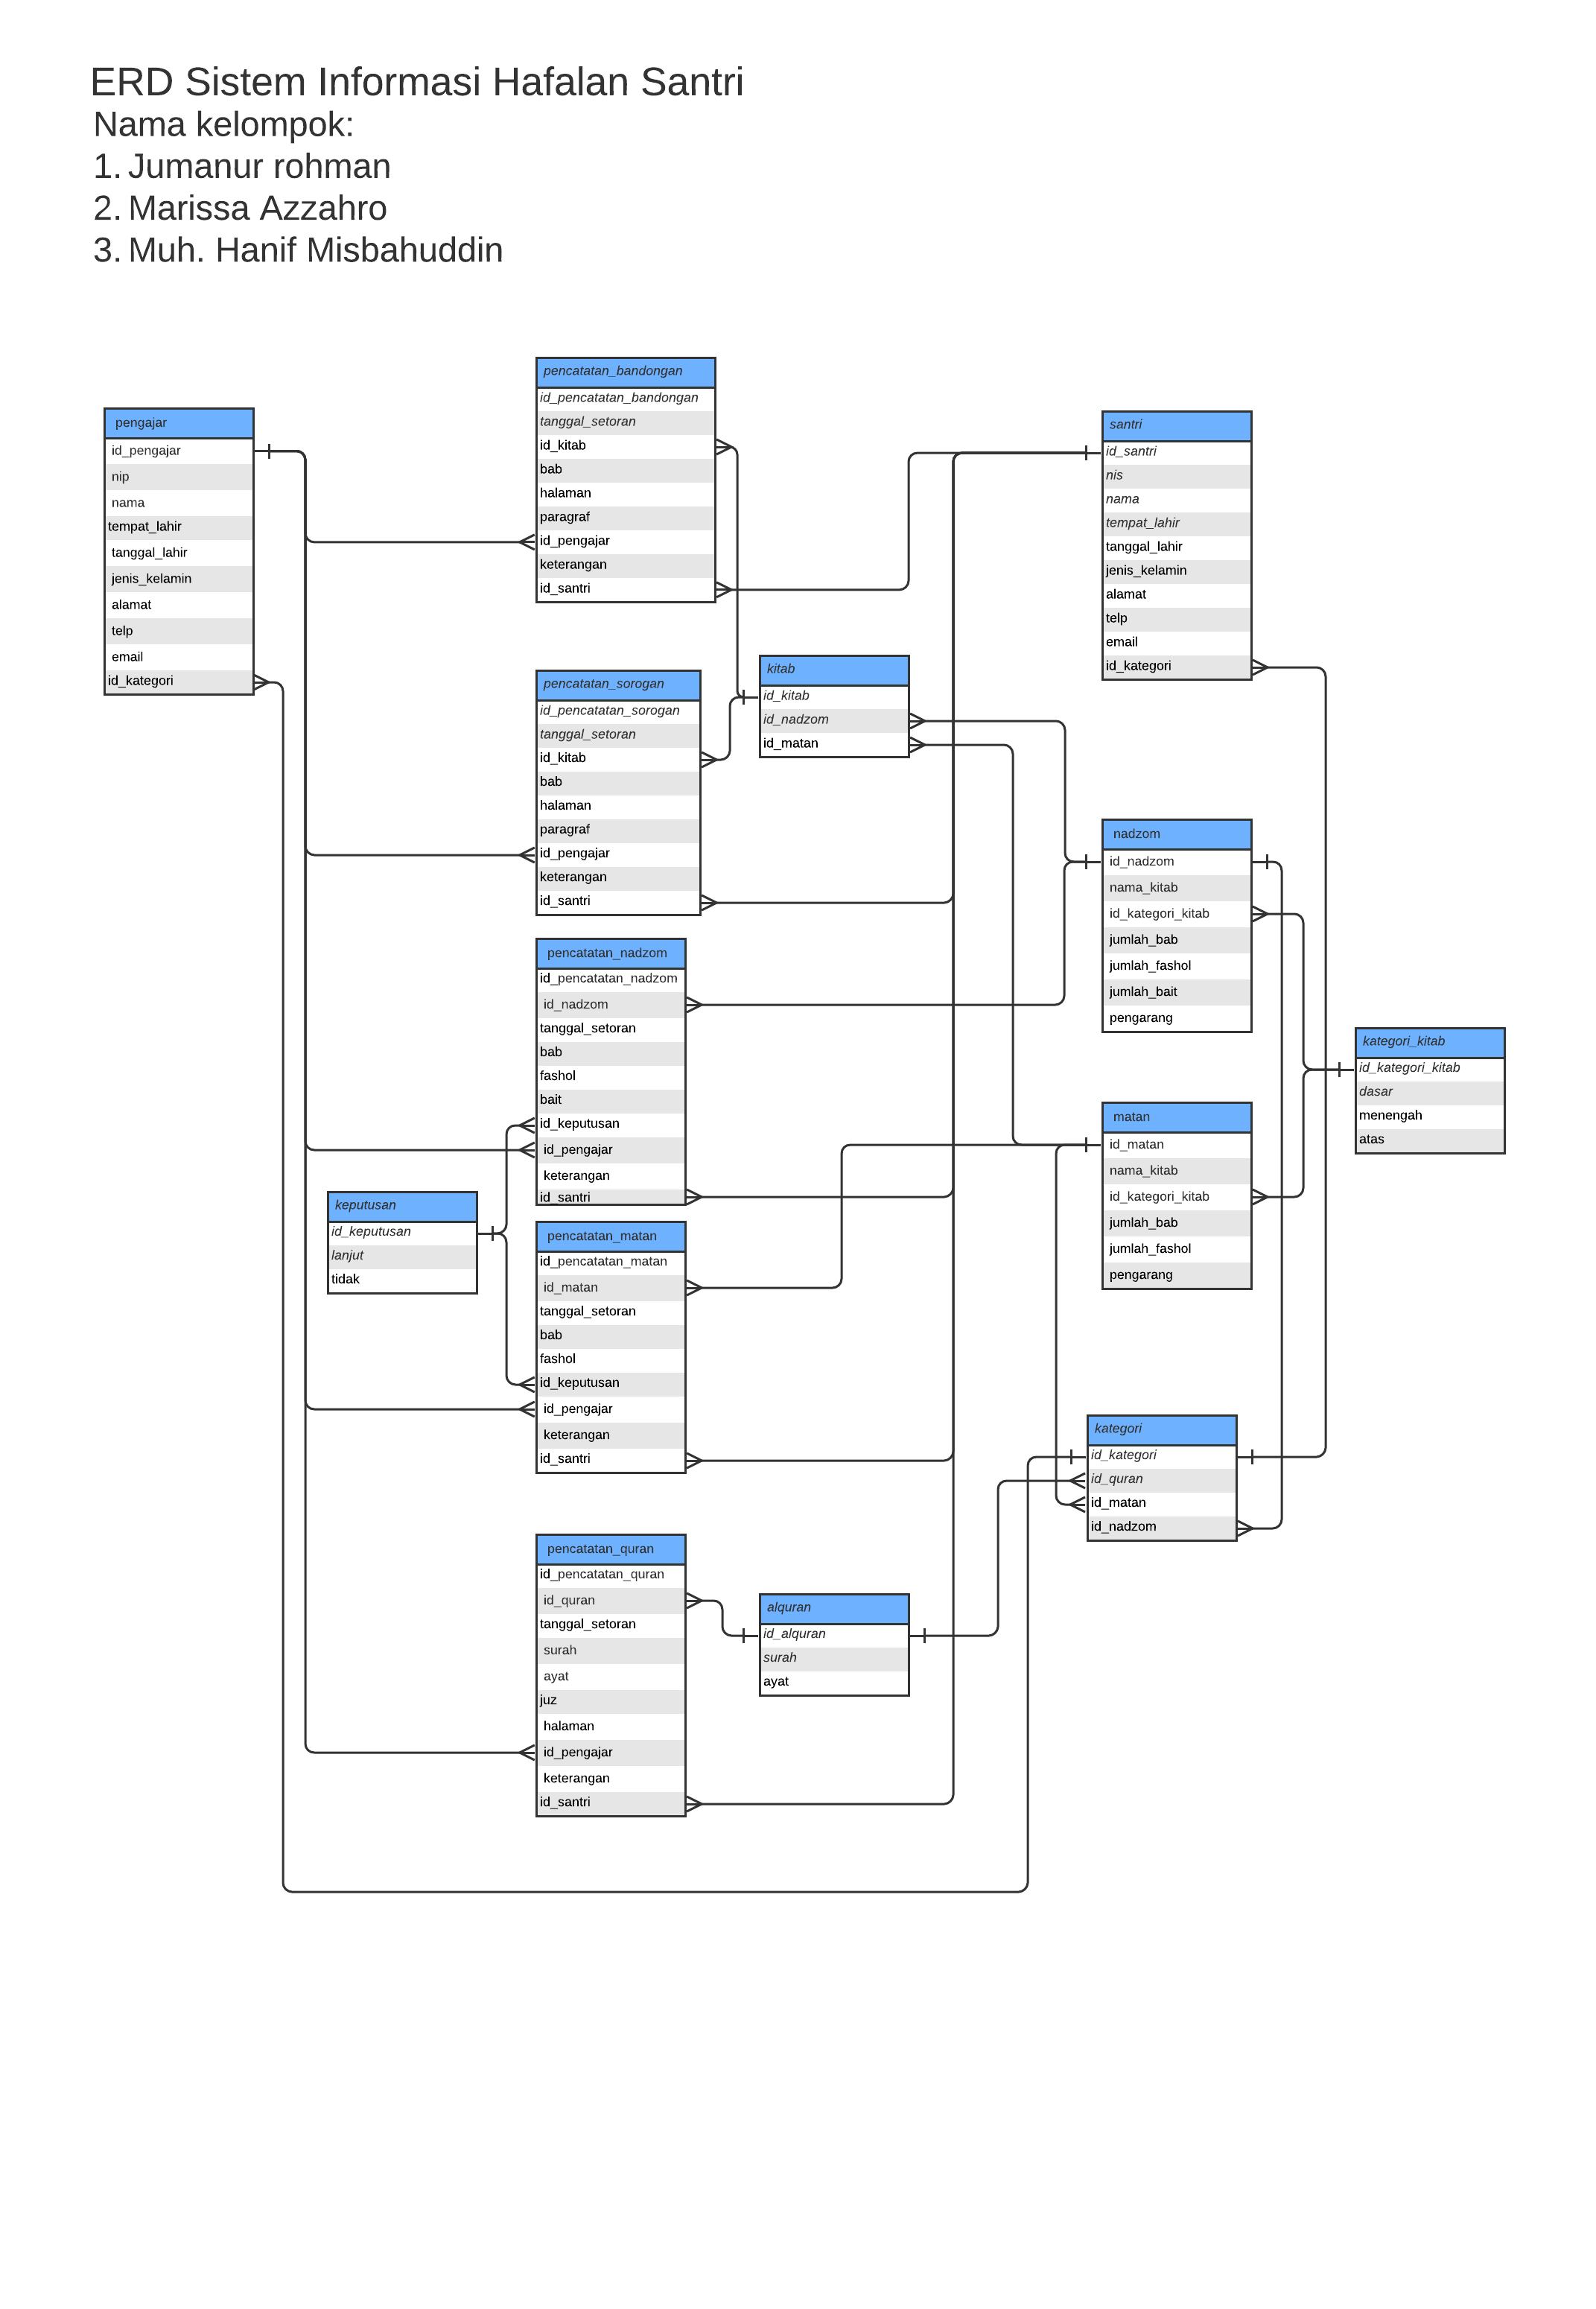 ERD Sistem Informasi Hafalan Santri
Nama kelompok:
1. Jumanur rohman
2. Marissa Azzahro
3. Muh. Hanif Misbahuddin
pengajar
id_pengajar
nip
nama
tempat_lahir
tanggal_lahir
jenis_kelamin
alamat
telp
email
id_kategori
pencatatan_bandongan
id_pencatatan_bandongan
tanggal_setoran
id_kitab
bab
halaman
paragraf
id_pengajar
keterangan
id_santri
santri
id_santri
nis
nama
tempat_lahir
tanggal_lahir
jenis_kelamin
alamat
telp
email
id_kategori
pencatatan_sorogan
id_pencatatan_sorogan
tanggal_setoran
id_kitab
bab
halaman
paragraf
id_pengajar
keterangan
id_santri
kitab
id_kitab
id_nadzom
id_matan
nadzom
id_nadzom
nama_kitab
id_kategori_kitab
jumlah_bab
jumlah_fashol
jumlah_bait
pengarang
pencatatan_nadzom
id_pencatatan_nadzom
id_nadzom
tanggal_setoran
bab
fashol
bait
id_keputusan
id_pengajar
keterangan
id_santri
kategori_kitab
id_kategori_kitab
dasar
menengah
atas
matan
id_matan
nama_kitab
id_kategori_kitab
jumlah_bab
jumlah_fashol
pengarang
keputusan
id_keputusan
lanjut
tidak
pencatatan_matan
id_pencatatan_matan
id_matan
tanggal_setoran
bab
fashol
id_keputusan
id_pengajar
keterangan
id_santri
kategori
id_kategori
id_quran
id_matan
id_nadzom
pencatatan_quran
id_pencatatan_quran
id_quran
tanggal_setoran
surah
ayat
juz
halaman
id_pengajar
keterangan
id_santri
alquran
id_alquran
surah
ayat